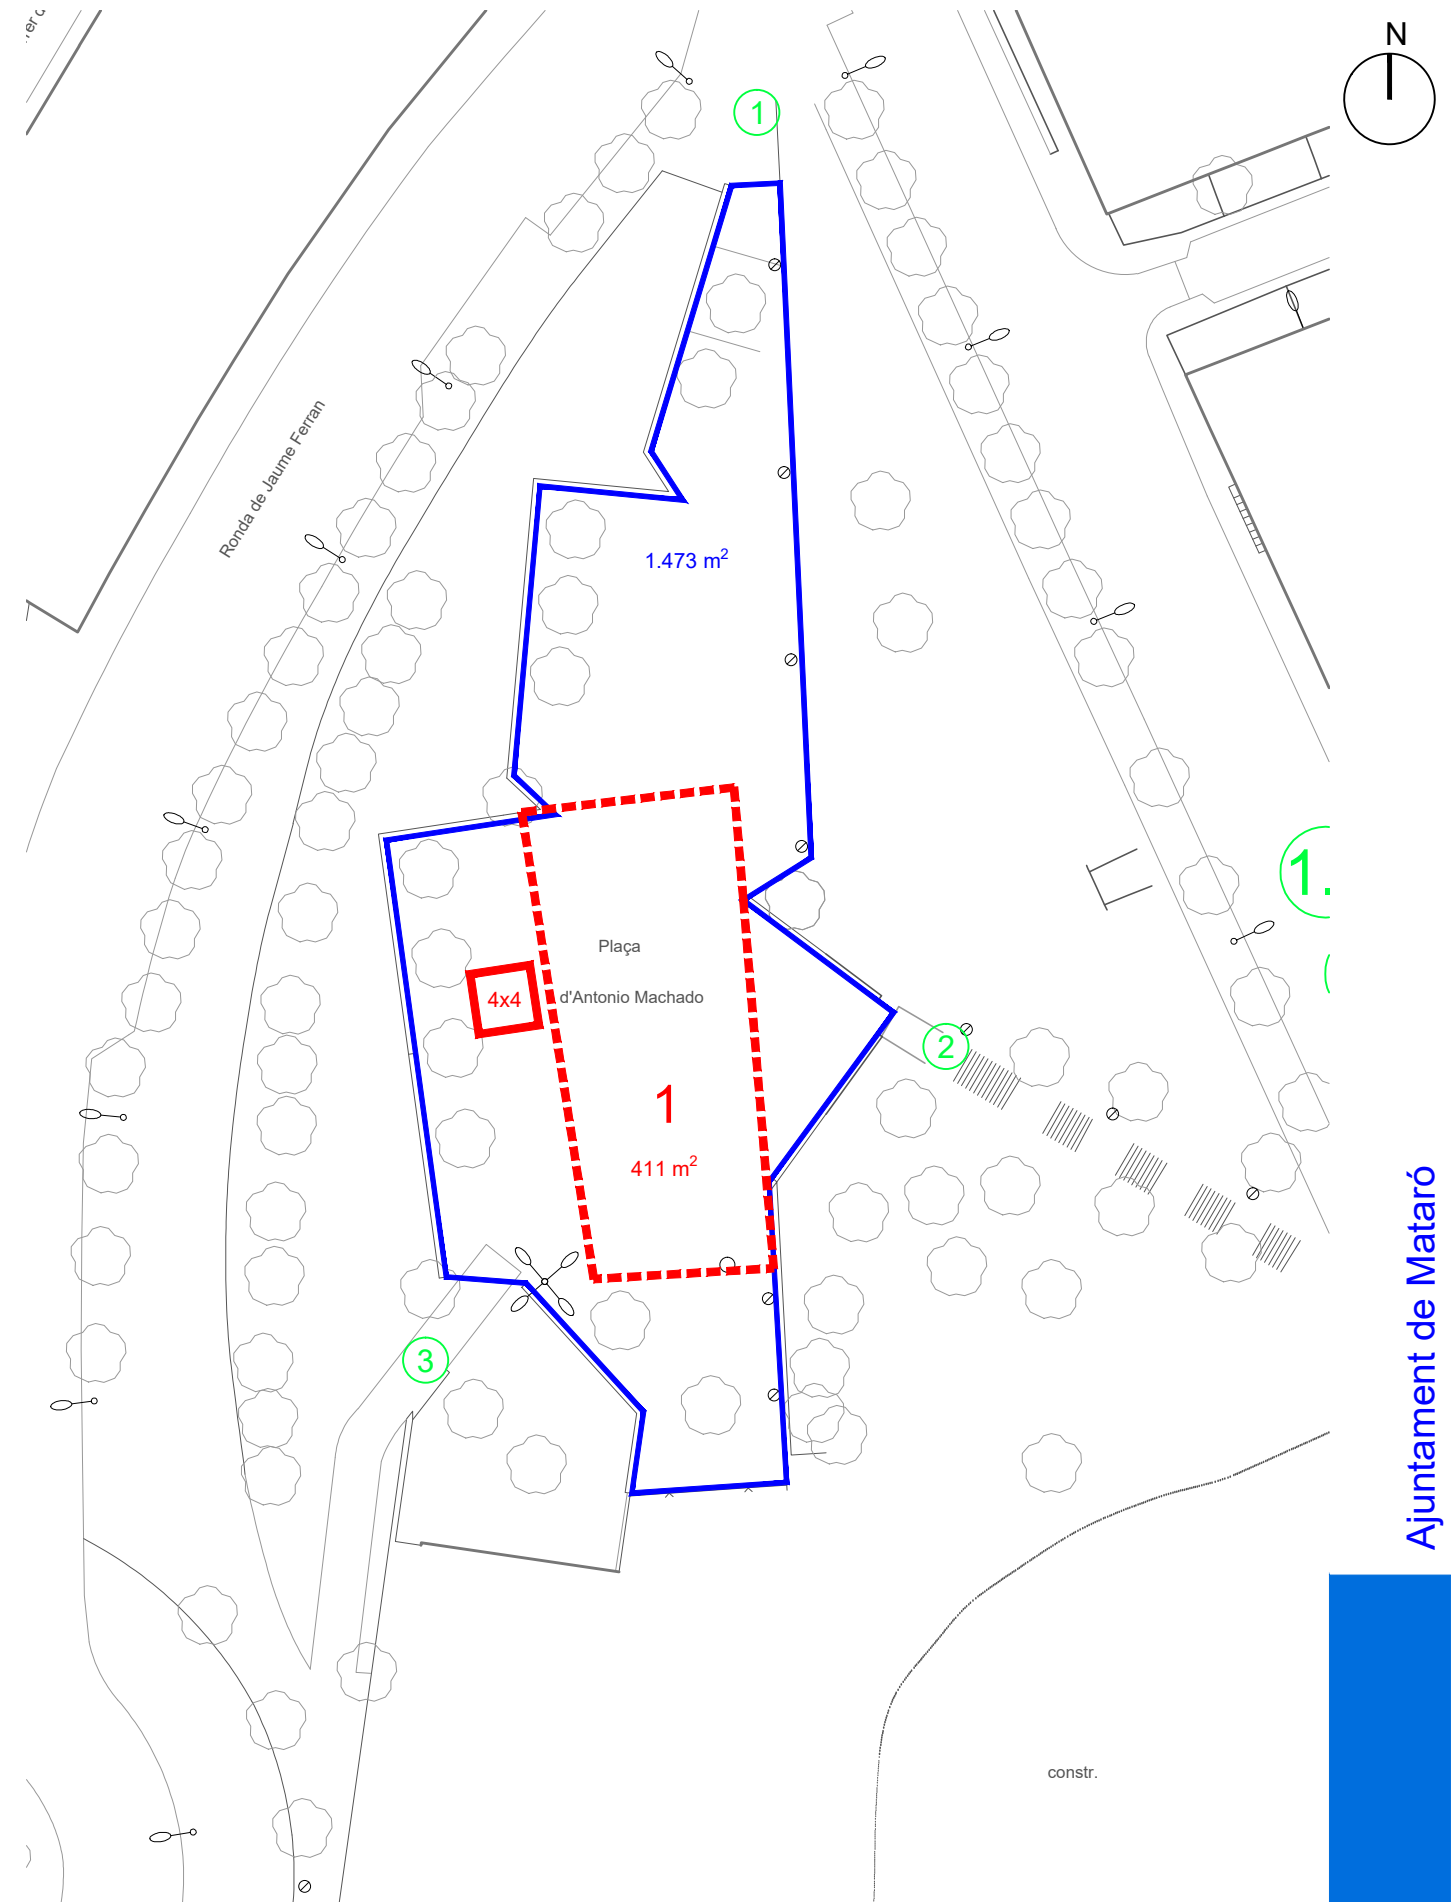 N
1
Ronda de Jaume Ferran
1.473 m²
1.
Plaça
4x4
d'Antonio Machado
2
1
411 m²
3
Ajuntament de Mataró
constr.